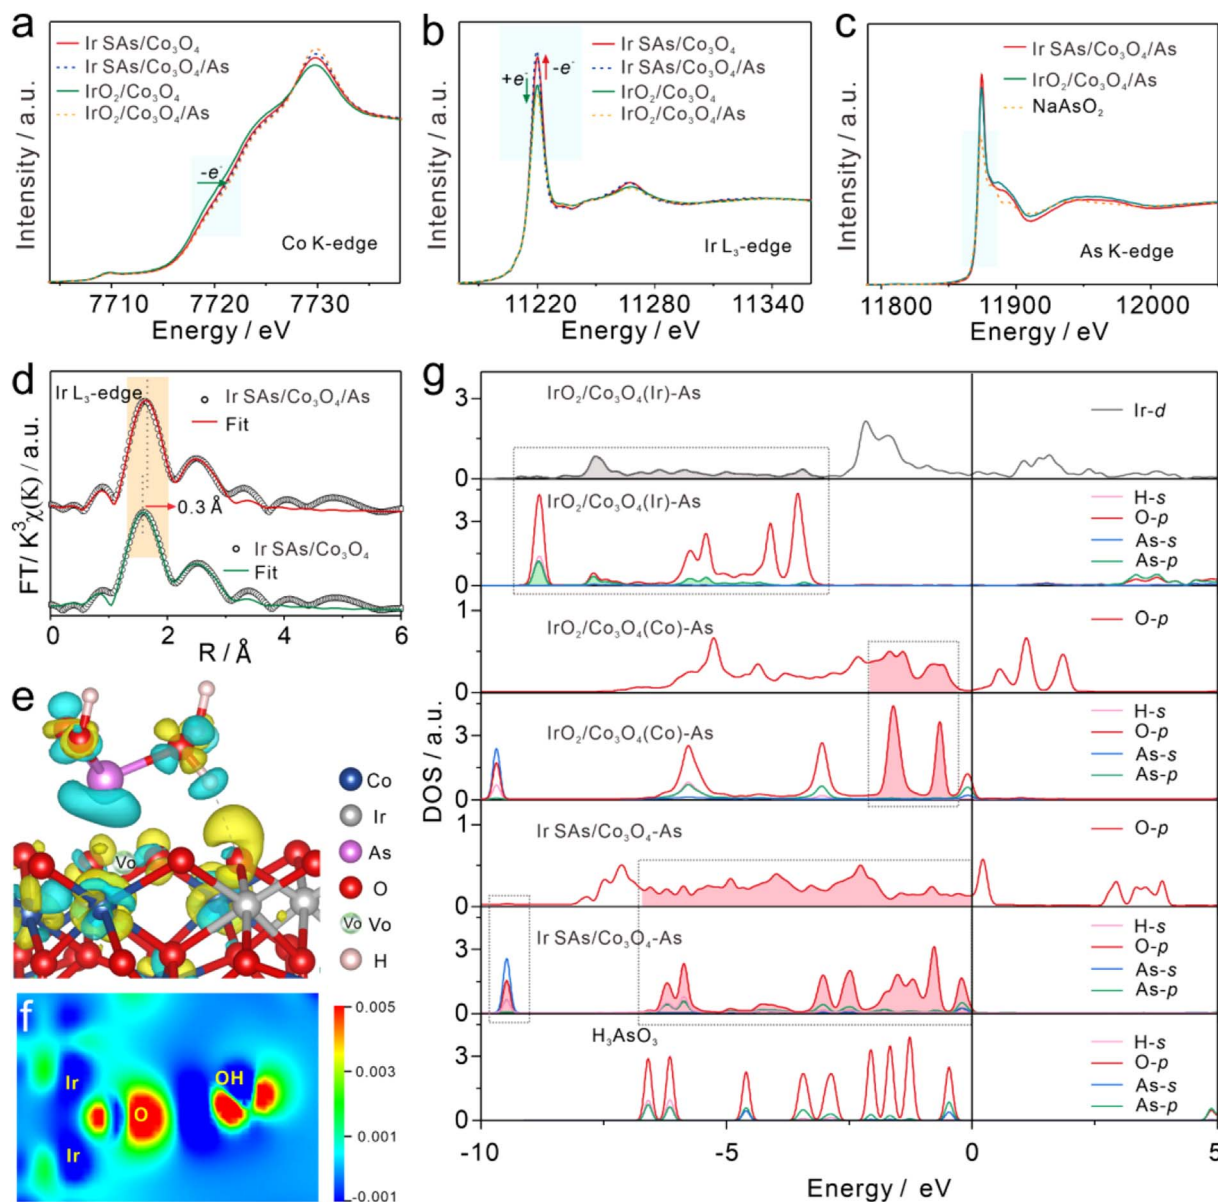 a
Ir SAs/Co₃O₄
Ir SAs/Co₃O₄/As
IrO₂/Co₃O₄
IrO₂/Co₃O₄/As
-e⁻
Co K-edge
Intensity / a.u.
7710 7720 7730
Energy / eV
b
Ir SAs/Co₃O₄
Ir SAs/Co₃O₄/As
IrO₂/Co₃O₄
IrO₂/Co₃O₄/As
+e⁻
-e⁻
Ir L₃-edge
Intensity / a.u.
11220 11280 11340
Energy / eV
c
Ir SAs/Co₃O₄/As
IrO₂/Co₃O₄/As
NaAsO₂
As K-edge
Intensity / a.u.
11800 11900 12000
Energy / eV
d
Ir L₃-edge
Ir SAs/Co₃O₄/As
Fit
0.3 Å
Ir SAs/Co₃O₄
Fit
FT/ K³χ(K) / a.u.
0 2 4 6
R / Å
e
Vo
Co
Ir
As
O
Vo Vo
H
f
Ir
O
OH
Ir
0.005
0.003
0.001
-0.001
g
IrO₂/Co₃O₄(Ir)-As
Ir-d
3
0
IrO₂/Co₃O₄(Ir)-As
H-s
O-p
As-s
As-p
3
0
IrO₂/Co₃O₄(Co)-As
O-p
1
0
IrO₂/Co₃O₄(Co)-As
H-s
O-p
As-s
As-p
3
0
Ir SAs/Co₃O₄-As
O-p
1
0
Ir SAs/Co₃O₄-As
H-s
O-p
As-s
As-p
3
0
H₃AsO₃
H-s
O-p
As-s
As-p
3
0
DOS / a.u.
-10 -5 0 5
Energy / eV